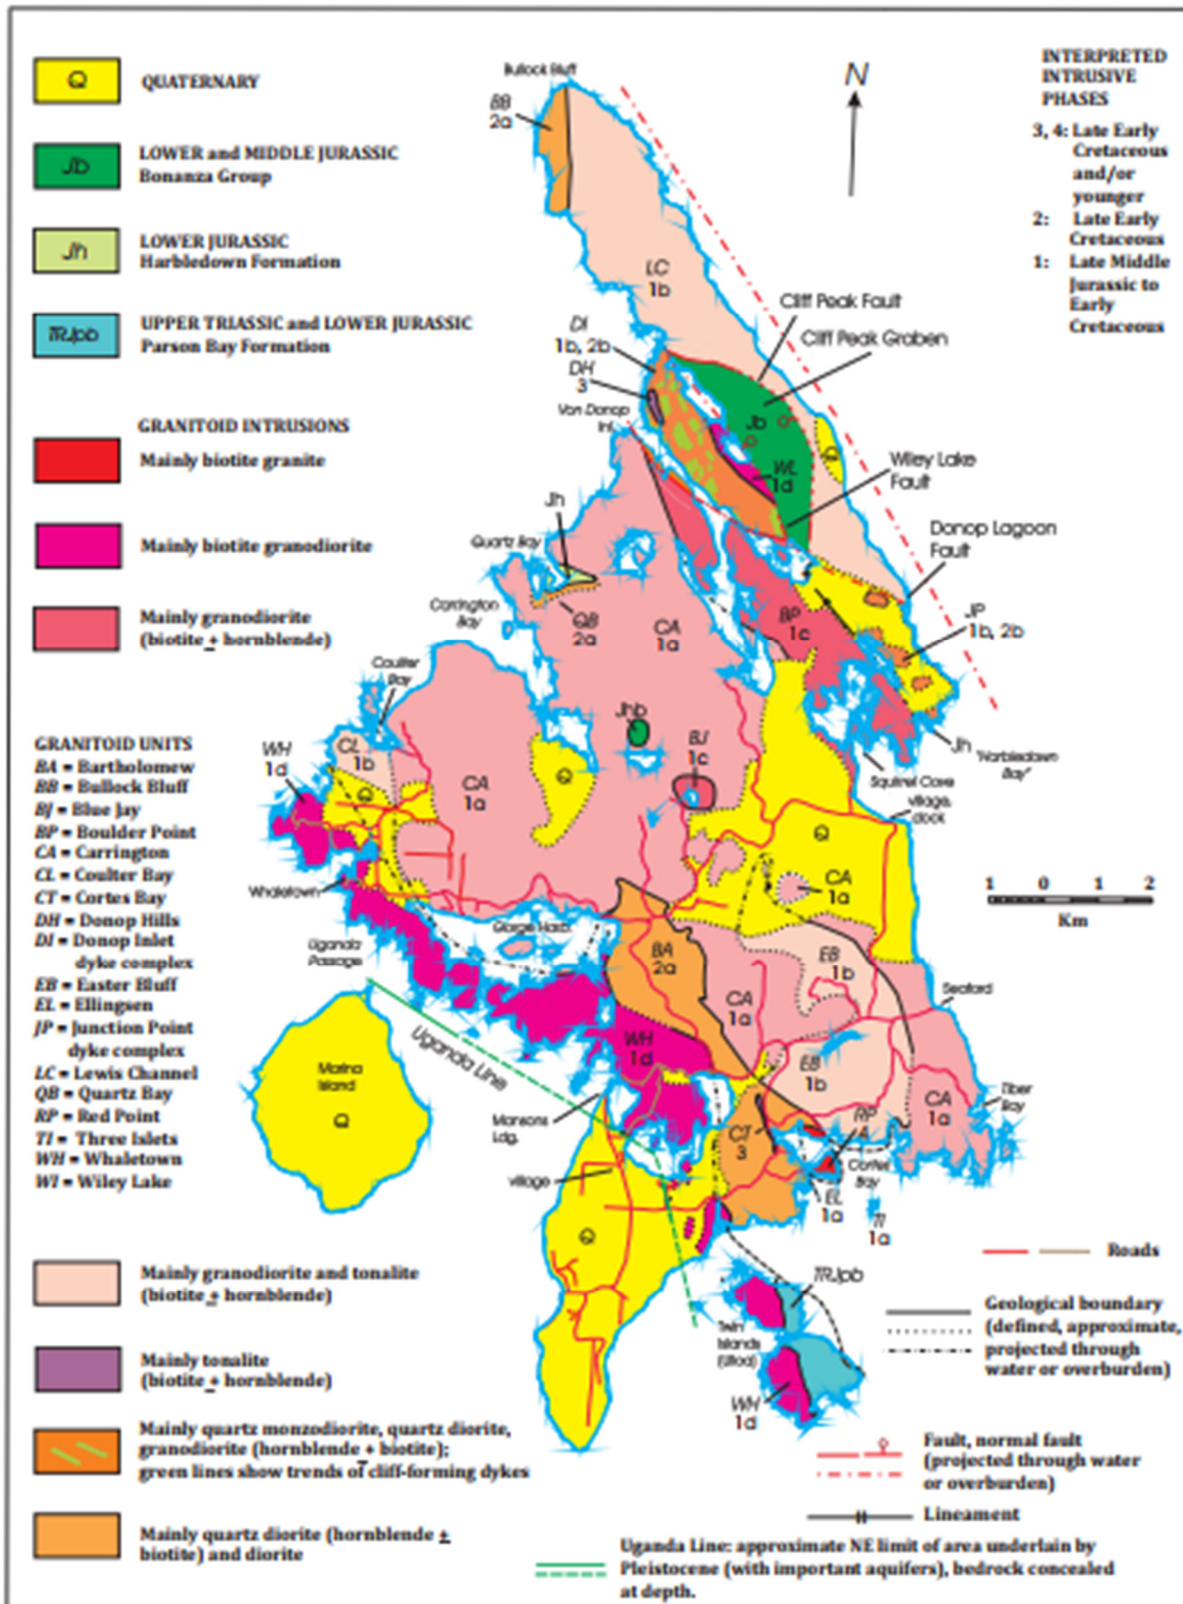 Q QUATERNARY
Jb LOWER and MIDDLE JURASSIC
Bonanza Group
Jh LOWER JURASSIC
Harbledown Formation
TRJpb UPPER TRIASSIC and LOWER JURASSIC
Parson Bay Formation
GRANITOID INTRUSIONS
Mainly biotite granite
Mainly biotite granodiorite
Mainly granodiorite
(biotite ± hornblende)
GRANITOID UNITS
BA = Bartholomew
BB = Bullock Bluff
BJ = Blue Jay
BP = Boulder Point
CA = Carrington
CL = Coulter Bay
CT = Cortes Bay
DH = Donop Hills
DI = Donop Inlet
dyke complex
EB = Easter Bluff
EL = Ellingsen
JP = Junction Point
dyke complex
LC = Lewis Channel
QB = Quartz Bay
RP = Red Point
TI = Three Islets
WH = Whaletown
WI = Wiley Lake
Mainly granodiorite and tonalite
(biotite ± hornblende)
Mainly tonalite
(biotite ± hornblende)
Mainly quartz monzodiorite, quartz diorite,
granodiorite (hornblende ± biotite);
green lines show trends of cliff-forming dykes
Mainly quartz diorite (hornblende ±
biotite) and diorite
INTERPRETED
INTRUSIVE
PHASES
3, 4: Late Early
Cretaceous
and/or
younger
2: Late Early
Cretaceous
1: Late Middle
Jurassic to
Early
Cretaceous
N
Bullock Bluff
BB
2a
LC
1b
Cliff Peak Fault
Cliff Peak Graben
DI
1b, 2b
DH
3
Von Donop
Inl.
Jb
Q
WL
1d
Wiley Lake
Fault
Donop Lagoon
Fault
Jh
Quartz Bay
Carrington
Bay
QB
2a
CA
1a
BP
1c
JP
1b, 2b
Jh "Harbledown
Bay"
Coulter
Bay
Jhb
BJ
1c
Squirrel Cove
village,
dock
WH
1d
CL
1b
Q
CA
1a
Q
Q
CA
1a
1 0 1 2
Km
Whaletown
Gorge Harb.
Uganda
Passage
BA
2a
EB
1b
CA
1a
Seaford
Uganda Line
WH
1d
EB
1b
CA
1a
Tiber
Bay
Marina
Island
Q
Mansons
Ldg.
CT
3
RP
4
Cortes
Bay
village
EL
1a
TI
1a
Q
TRJpb
Twin
Islands
(Ulloa)
WH
1d
Roads
Geological boundary
(defined, approximate,
projected through
water or overburden)
Fault, normal fault
(projected through water
or overburden)
Lineament
Uganda Line: approximate NE limit of area underlain by
Pleistocene (with important aquifers), bedrock concealed
at depth.